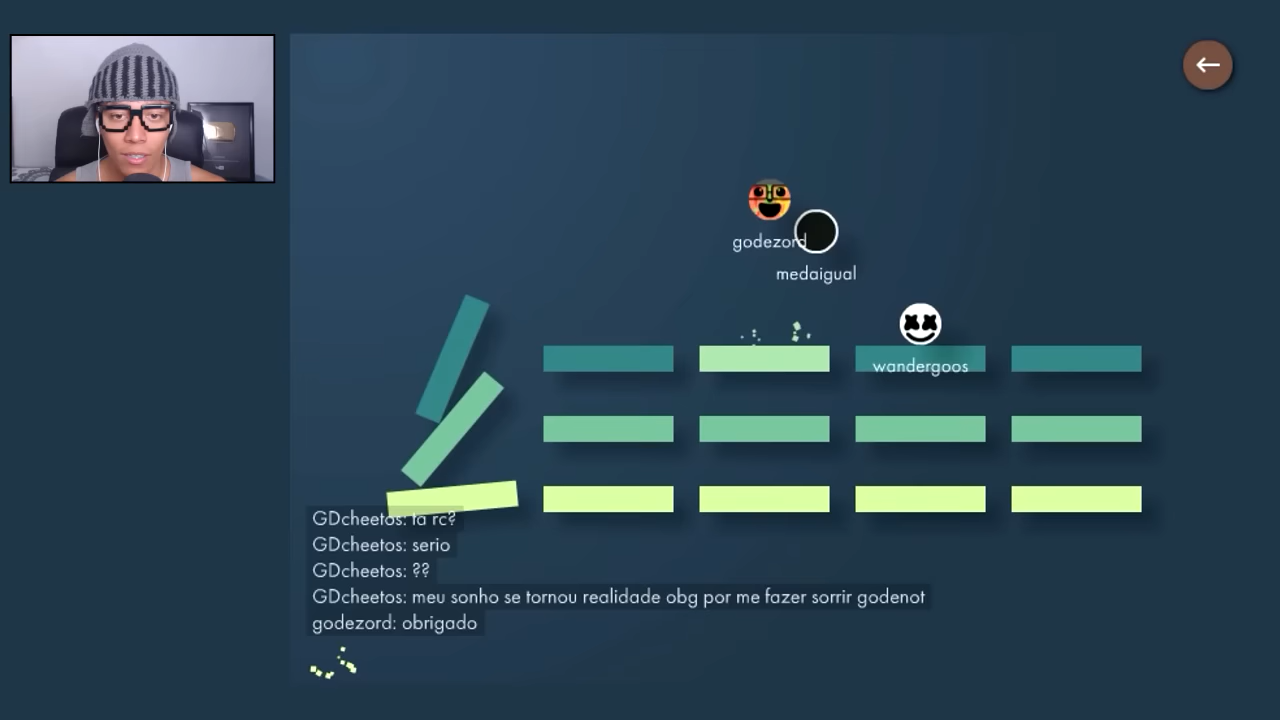 godezord
medaigual
wandergoos
GDcheetos: ta rc?
GDcheetos: serio
GDcheetos: ??
GDcheetos: meu sonho se tornou realidade obg por me fazer sorrir godenot
godezord: obrigado